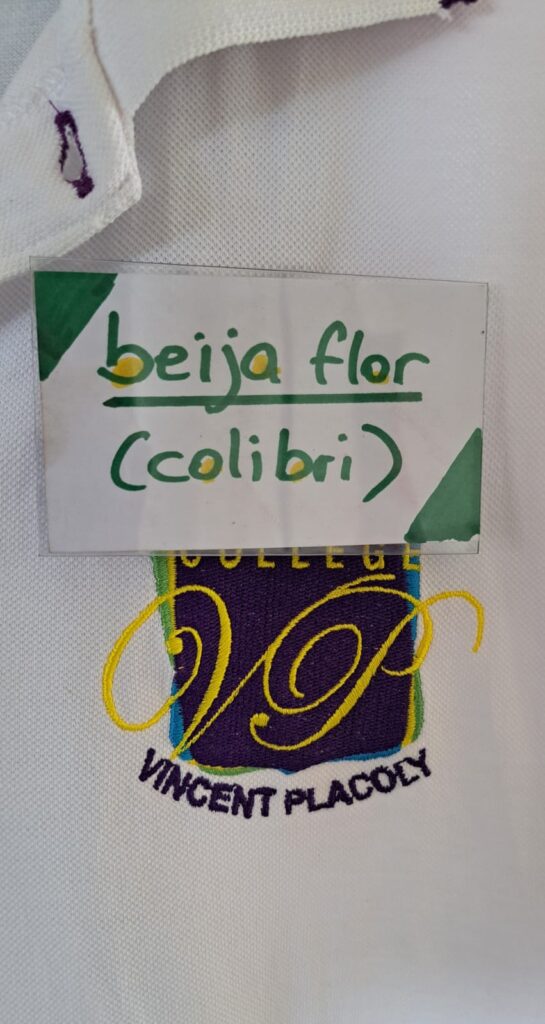 beija flor
(colibri)
COLLEGE
VP
VINCENT PLACOLY